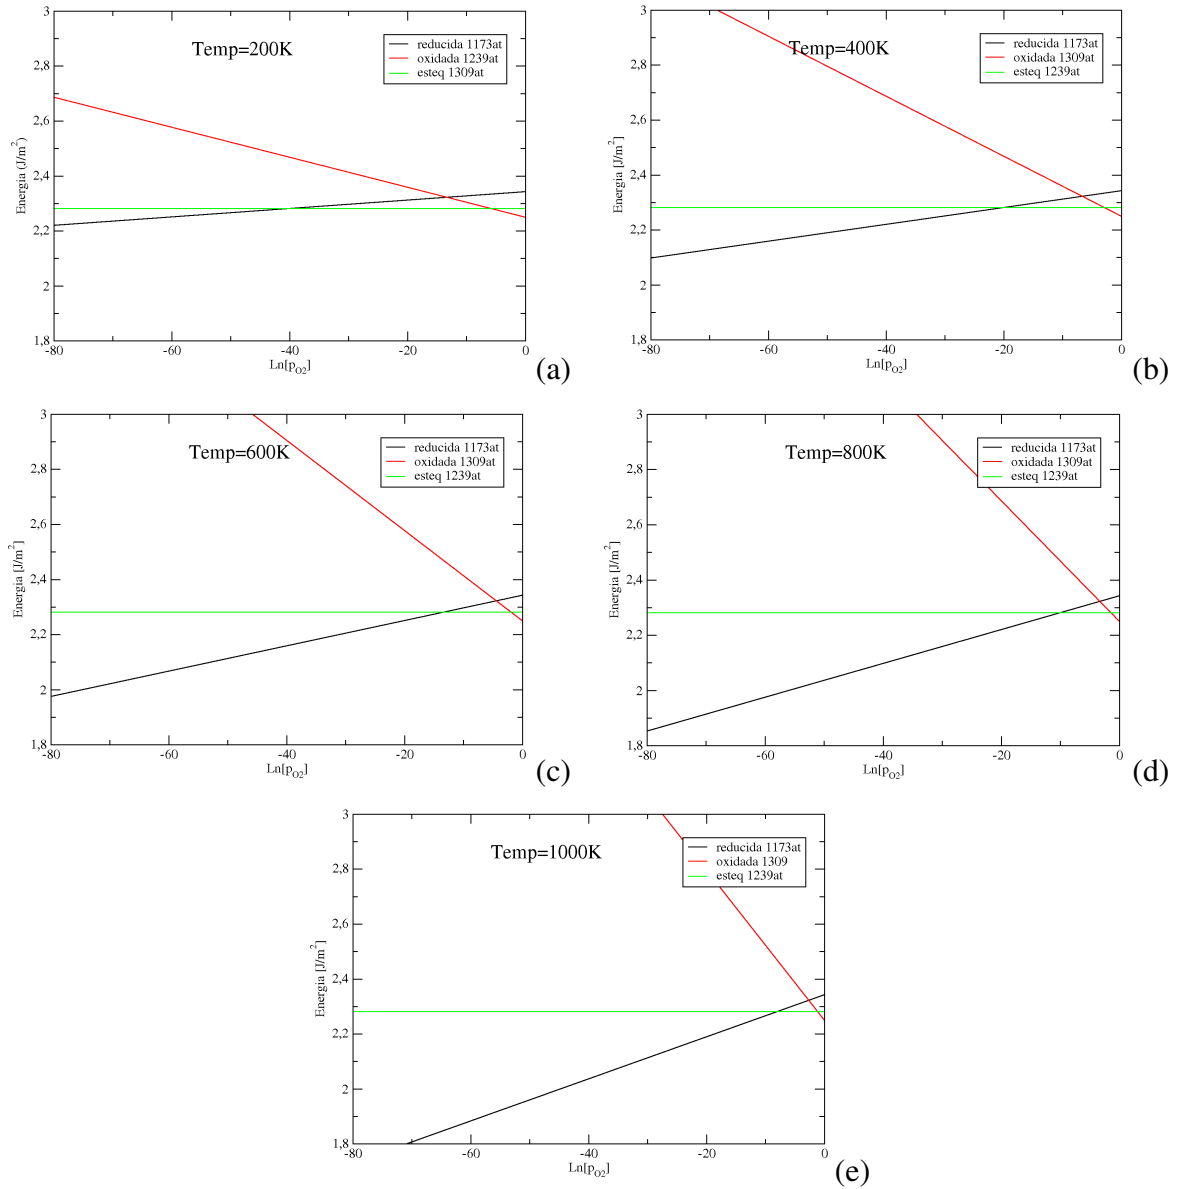 3
2,8
2,6
2,4
2,2
2
1,8
Energia (J/m²)
Temp=200K
reducida 1173at
oxidada 1239at
esteq 1309at
-80
-60
-40
-20
0
Ln[p_O2]
(a)
3
2,8
2,6
2,4
2,2
2
1,8
Energia [J/m²]
Temp=400K
reducida 1173at
oxidada 1309at
esteq 1239at
-80
-60
-40
-20
0
Ln[p_O2]
(b)
3
2,8
2,6
2,4
2,2
2
1,8
Energia [J/m²]
Temp=600K
reducida 1173at
oxidada 1309at
esteq 1239at
-80
-60
-40
-20
0
Ln[p_O2]
(c)
3
2,8
2,6
2,4
2,2
2
1,8
Energia [J/m²]
Temp=800K
reducida 1173at
oxidada 1309at
esteq 1239at
-80
-60
-40
-20
0
Ln[p_O2]
(d)
3
2,8
2,6
2,4
2,2
2
1,8
Energia [J/m²]
Temp=1000K
reducida 1173at
oxidada 1309
esteq 1239at
-80
-60
-40
-20
0
Ln[p_O2]
(e)